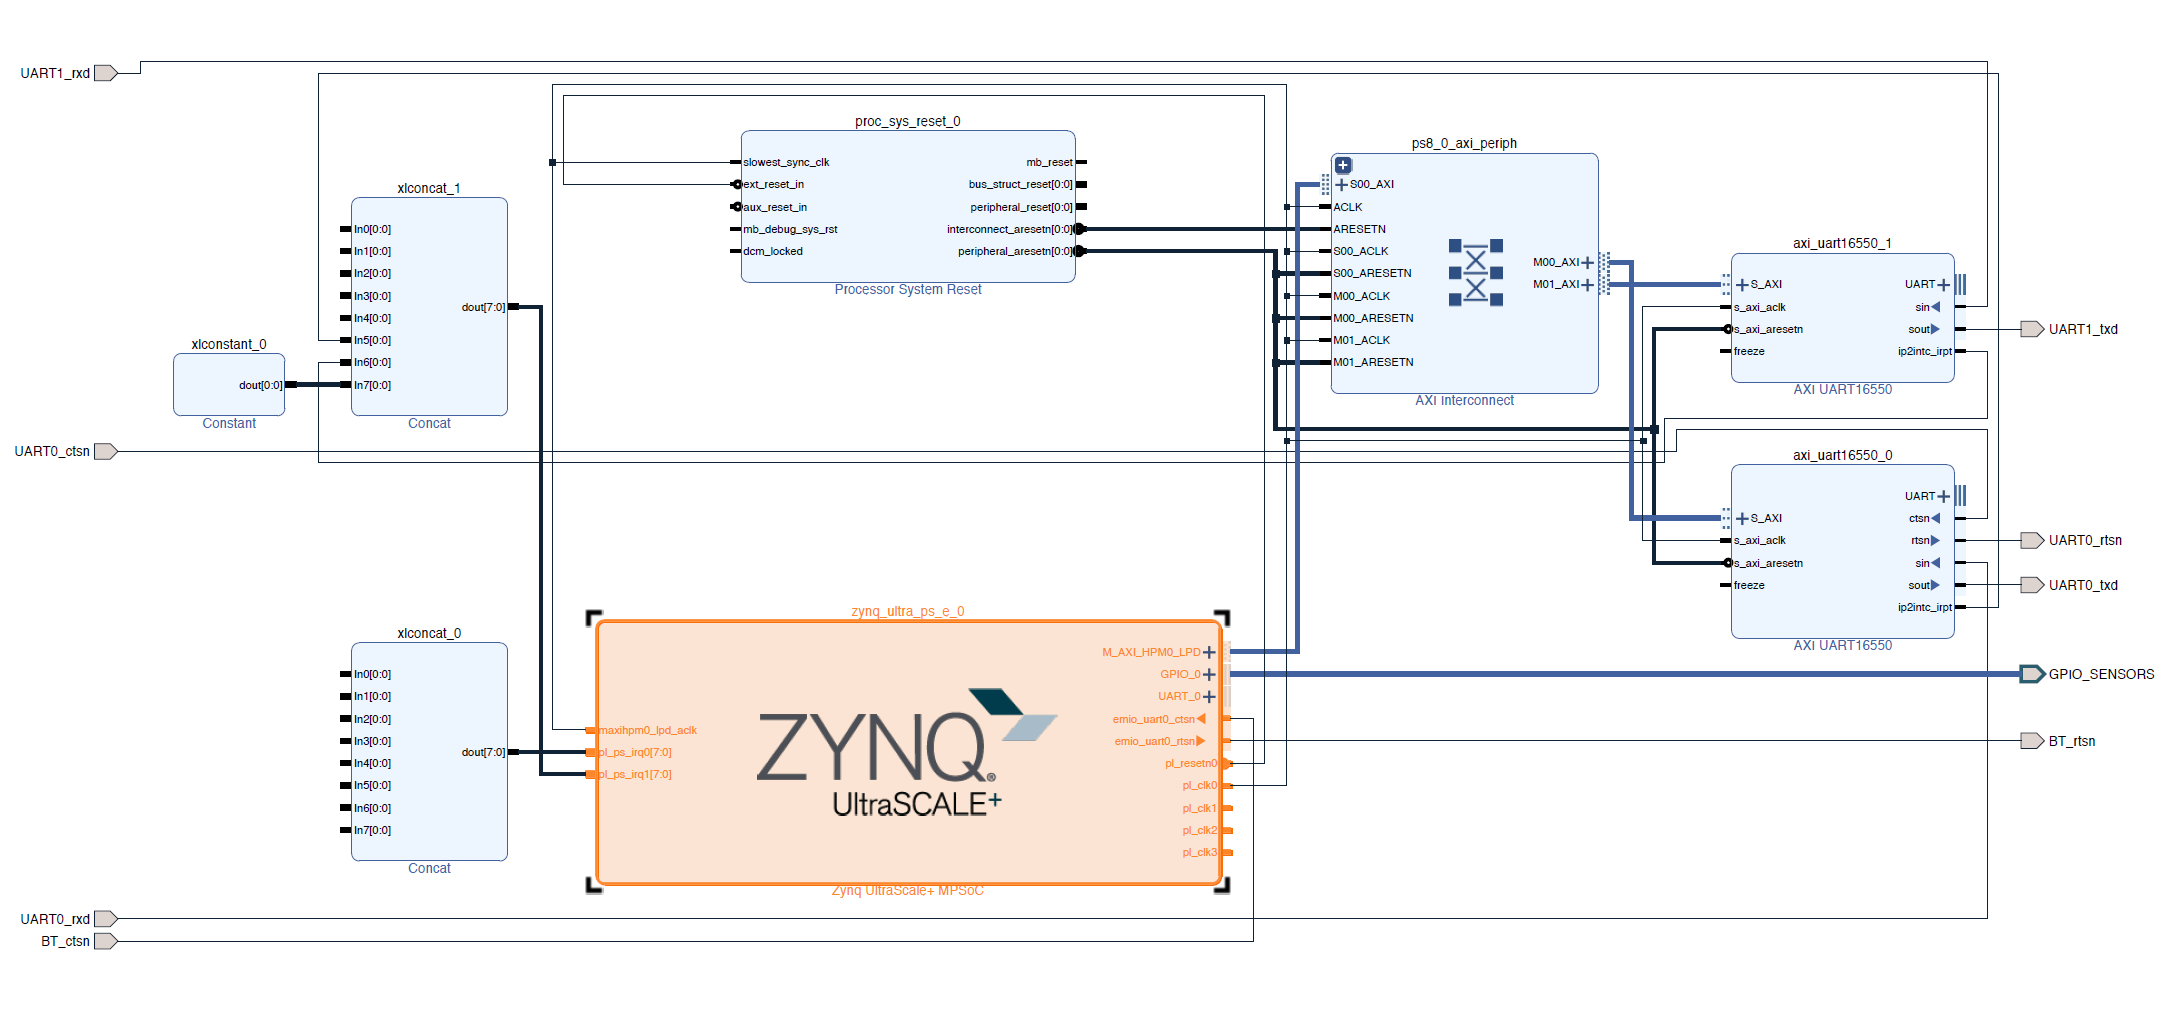 UART1_rxd
proc_sys_reset_0
slowest_sync_clk
ext_reset_in
aux_reset_in
mb_debug_sys_rst
dcm_locked
mb_reset
bus_struct_reset[0:0]
peripheral_reset[0:0]
interconnect_aresetn[0:0]
peripheral_aresetn[0:0]
Processor System Reset
ps8_0_axi_periph
S00_AXI
ACLK
ARESETN
S00_ACLK
S00_ARESETN
M00_ACLK
M00_ARESETN
M01_ACLK
M01_ARESETN
M00_AXI
M01_AXI
AXI Interconnect
xlconcat_1
In0[0:0]
In1[0:0]
In2[0:0]
In3[0:0]
In4[0:0]
In5[0:0]
In6[0:0]
In7[0:0]
dout[7:0]
Concat
xlconstant_0
dout[0:0]
Constant
axi_uart16550_1
S_AXI
s_axi_aclk
s_axi_aresetn
freeze
UART
sin
sout
ip2intc_irpt
AXI UART16550
UART1_txd
UART0_ctsn
axi_uart16550_0
S_AXI
s_axi_aclk
s_axi_aresetn
freeze
UART
ctsn
rtsn
sin
sout
ip2intc_irpt
AXI UART16550
UART0_rtsn
UART0_txd
xlconcat_0
In0[0:0]
In1[0:0]
In2[0:0]
In3[0:0]
In4[0:0]
In5[0:0]
In6[0:0]
In7[0:0]
dout[7:0]
Concat
zynq_ultra_ps_e_0
maxihpm0_lpd_aclk
pl_ps_irq0[7:0]
pl_ps_irq1[7:0]
ZYNQ®
UltraSCALE+
M_AXI_HPM0_LPD
GPIO_0
UART_0
emio_uart0_ctsn
emio_uart0_rtsn
pl_resetn0
pl_clk0
pl_clk1
pl_clk2
pl_clk3
Zynq UltraScale+ MPSoC
GPIO_SENSORS
BT_rtsn
UART0_rxd
BT_ctsn